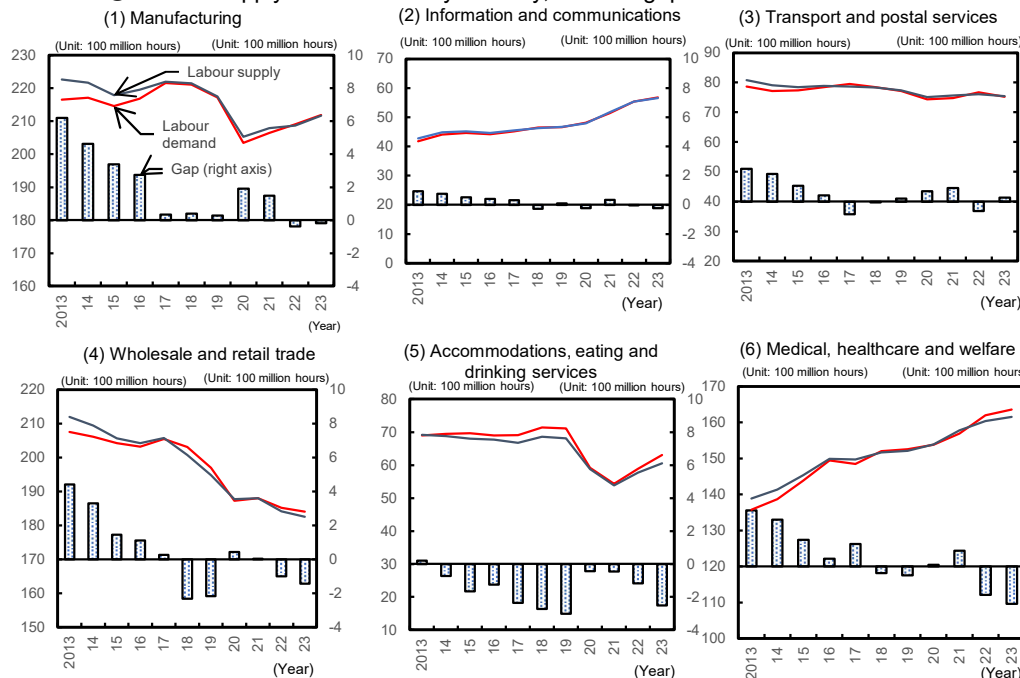 supply
(1) Manufacturing
(Unit: 100 million hours) (Unit: 100 million hours)
230
220
210
200
190
180
170
160
10
8
6
4
2
0
-2
-4
Labour supply
Labour
demand
Gap (right axis)
2013 14 15 16 17 18 19 20 21 22 23
(Year)
(2) Information and communications
(Unit: 100 million hours) (Unit: 100 million hours)
70
60
50
40
30
20
10
0
10
8
6
4
2
0
-2
-4
2013 14 15 16 17 18 19 20 21 22 23
(Year)
(3) Transport and postal services
(Unit: 100 million hours) (Unit: 100 million hours)
90
80
70
60
50
40
30
20
2013 14 15 16 17 18 19 20 21 22 23
(Year)
(4) Wholesale and retail trade
(Unit: 100 million hours) (Unit: 100 million hours)
220
210
200
190
180
170
160
150
10
8
6
4
2
0
-2
-4
2013 14 15 16 17 18 19 20 21 22 23
(Year)
(5) Accommodations, eating and
drinking services
(Unit: 100 million hours) (Unit: 100 million hours)
80
70
60
50
40
30
20
10
10
8
6
4
2
0
-2
-4
2013 14 15 16 17 18 19 20 21 22 23
(Year)
(6) Medical, healthcare and welfare
(Unit: 100 million hours) (Unit: 100 million hours
170
160
150
140
130
120
110
100
2013 14 15 16 17 18 19 20 21 22 23
(Year)